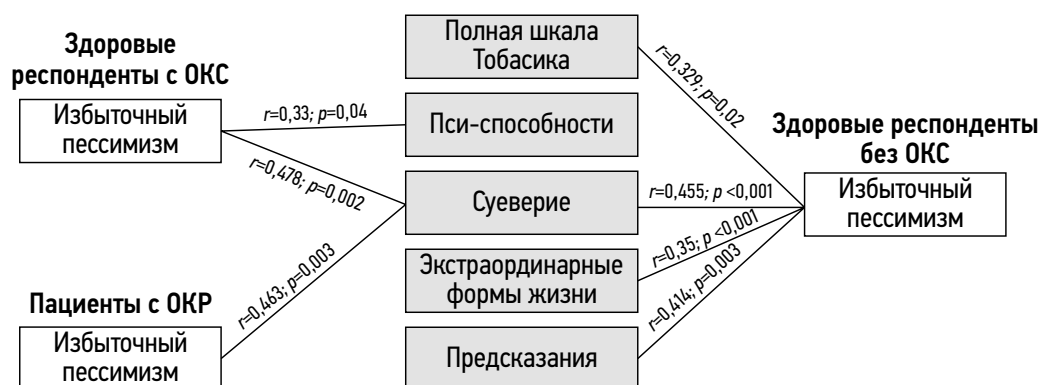 Здоровые
респонденты с ОКС
Избыточный
пессимизм
Пациенты с ОКР
Избыточный
пессимизм
r=0,33; p=0,04
r=0,478; p=0,002
r=0,463; p=0,003
Полная шкала
Тобасика
Пси-способности
Суеверие
Экстраординарные
формы жизни
Предсказания
r=0,329; p=0,02
r=0,455; p <0,001
r=0,35; p <0,001
r=0,414; p=0,003
Здоровые респонденты
без ОКС
Избыточный
пессимизм